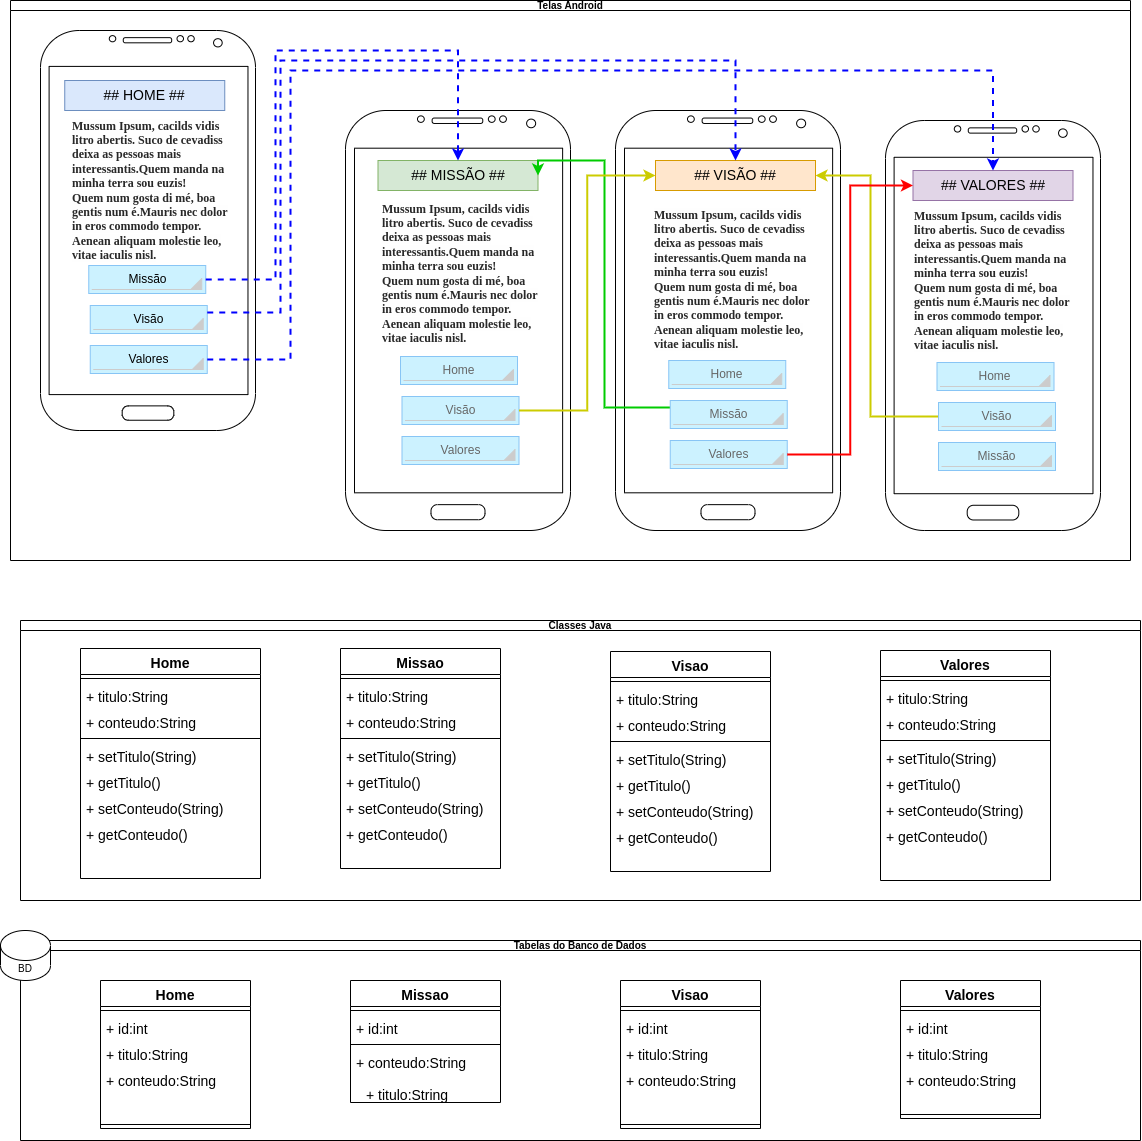 Telas Android
## HOME ##
Mussum Ipsum, cacilds vidis
litro abertis. Suco de cevadiss
deixa as pessoas mais
interessantis.Quem manda na
minha terra sou euzis!
Quem num gosta di mé, boa
gentis num é.Mauris nec dolor
in eros commodo tempor.
Aenean aliquam molestie leo,
vitae iaculis nisl.
Missão
Visão
Valores
## MISSÃO ##
Mussum Ipsum, cacilds vidis
litro abertis. Suco de cevadiss
deixa as pessoas mais
interessantis.Quem manda na
minha terra sou euzis!
Quem num gosta di mé, boa
gentis num é.Mauris nec dolor
in eros commodo tempor.
Aenean aliquam molestie leo,
vitae iaculis nisl.
Home
Visão
Valores
## VISÃO ##
Mussum Ipsum, cacilds vidis
litro abertis. Suco de cevadiss
deixa as pessoas mais
interessantis.Quem manda na
minha terra sou euzis!
Quem num gosta di mé, boa
gentis num é.Mauris nec dolor
in eros commodo tempor.
Aenean aliquam molestie leo,
vitae iaculis nisl.
Home
Missão
Valores
## VALORES ##
Mussum Ipsum, cacilds vidis
litro abertis. Suco de cevadiss
deixa as pessoas mais
interessantis.Quem manda na
minha terra sou euzis!
Quem num gosta di mé, boa
gentis num é.Mauris nec dolor
in eros commodo tempor.
Aenean aliquam molestie leo,
vitae iaculis nisl.
Home
Visão
Missão
Classes Java
Home
+ titulo:String
+ conteudo:String
+ setTitulo(String)
+ getTitulo()
+ setConteudo(String)
+ getConteudo()
Missao
+ titulo:String
+ conteudo:String
+ setTitulo(String)
+ getTitulo()
+ setConteudo(String)
+ getConteudo()
Visao
+ titulo:String
+ conteudo:String
+ setTitulo(String)
+ getTitulo()
+ setConteudo(String)
+ getConteudo()
Valores
+ titulo:String
+ conteudo:String
+ setTitulo(String)
+ getTitulo()
+ setConteudo(String)
+ getConteudo()
BD
Tabelas do Banco de Dados
Home
+ id:int
+ titulo:String
+ conteudo:String
Missao
+ id:int
+ conteudo:String
+ titulo:String
Visao
+ id:int
+ titulo:String
+ conteudo:String
Valores
+ id:int
+ titulo:String
+ conteudo:String